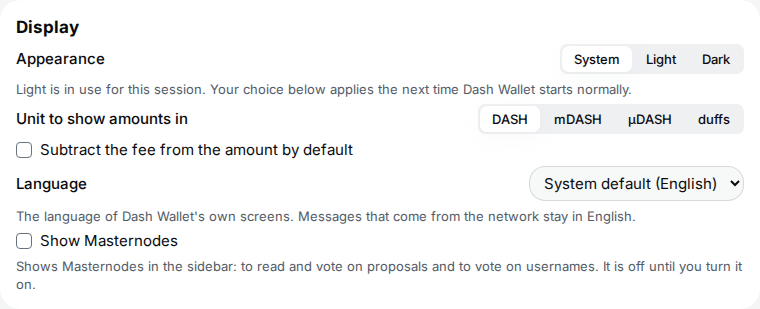 Display
Appearance
System Light Dark
Light is in use for this session. Your choice below applies the next time Dash Wallet starts normally.
Unit to show amounts in
DASH mDASH µDASH duffs
Subtract the fee from the amount by default
Language
System default (English)
The language of Dash Wallet's own screens. Messages that come from the network stay in English.
Show Masternodes
Shows Masternodes in the sidebar: to read and vote on proposals and to vote on usernames. It is off until you turn it
on.